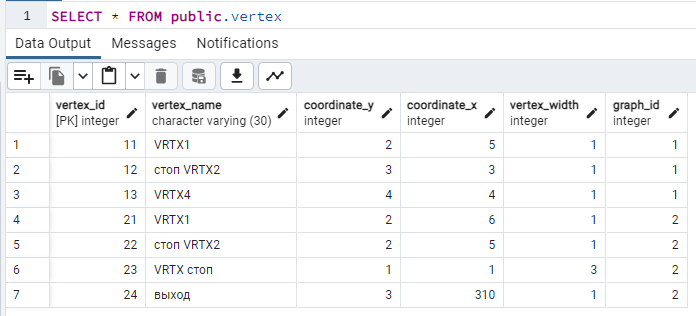 1 SELECT * FROM public.vertex
Data Output Messages Notifications
vertex_id vertex_name coordinate_y coordinate_x vertex_width graph_id
[PK] integer character varying (30) integer integer integer integer
1 11 VRTX1 2 5 1 1
2 12 стоп VRTX2 3 3 1 1
3 13 VRTX4 4 4 1 1
4 21 VRTX1 2 6 1 2
5 22 стоп VRTX2 2 5 1 2
6 23 VRTX стоп 1 1 3 2
7 24 выход 3 310 1 2